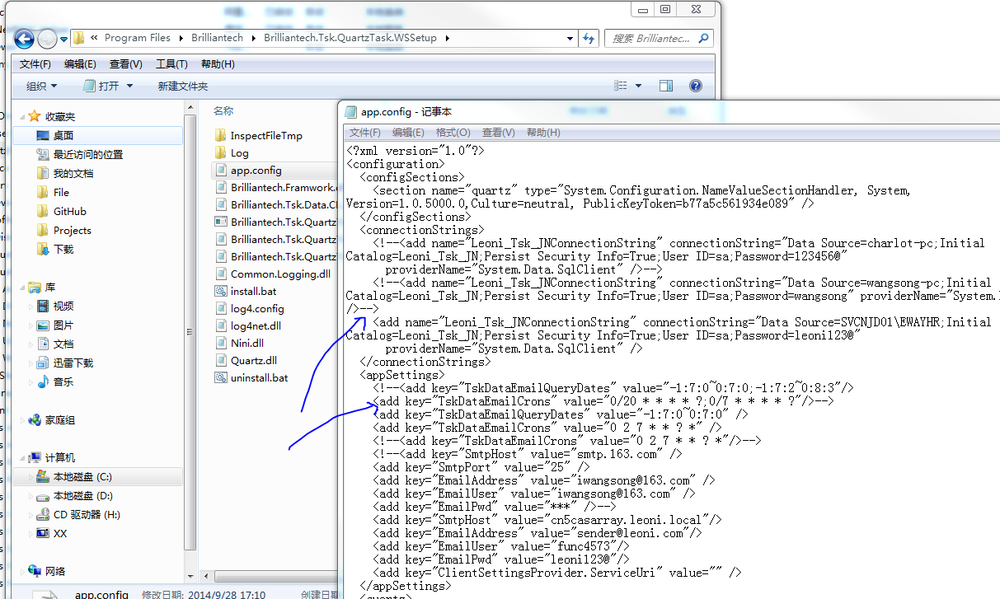 « Program Files ▸ Brilliantech ▸ Brilliantech.Tsk.QuartzTask.WSSetup ▸
搜索 Brilliantec...
文件(F) 编辑(E) 查看(V) 工具(T) 帮助(H)
组织 打开 新建文件夹
收藏夹
桌面
最近访问的位置
我的文档
File
GitHub
Projects
下载
库
视频
图片
文档
迅雷下载
音乐
家庭组
计算机
本地磁盘 (C:)
本地磁盘 (D:)
CD 驱动器 (H:)
XX
网络
名称
InspectFileTmp
Log
app.config
Brilliantech.Framwork.
Brilliantech.Tsk.Data.
Brilliantech.Tsk.Quartz
Brilliantech.Tsk.Quartz
Brilliantech.Tsk.Quartz
Common.Logging.dll
install.bat
log4.config
log4net.dll
Nini.dll
Quartz.dll
uninstall.bat
app.config 修改日期: 2014/9/28 17:10 创建日期
app.config - 记事本
文件(F) 编辑(E) 格式(O) 查看(V) 帮助(H)
<?xml version="1.0"?>
<configuration>
<configSections>
<section name="quartz" type="System.Configuration.NameValueSectionHandler, System,
Version=1.0.5000.0,Culture=neutral, PublicKeyToken=b77a5c561934e089" />
</configSections>
<connectionStrings>
<!--<add name="Leoni_Tsk_JNConnectionString" connectionString="Data Source=charlot-pc;Initial
Catalog=Leoni_Tsk_JN;Persist Security Info=True;User ID=sa;Password=123456@"
providerName="System.Data.SqlClient" />-->
<!--<add name="Leoni_Tsk_JNConnectionString" connectionString="Data Source=wangsong-pc;Initial
Catalog=Leoni_Tsk_JN;Persist Security Info=True;User ID=sa;Password=wangsong" providerName="System.
/>-->
<add name="Leoni_Tsk_JNConnectionString" connectionString="Data Source=SVCNJD01\EWAYHR;Initial
Catalog=Leoni_Tsk_JN;Persist Security Info=True;User ID=sa;Password=leoni123@"
providerName="System.Data.SqlClient" />
</connectionStrings>
<appSettings>
<!--<add key="TskDataEmailQueryDates" value="-1:7:0~0:7:0;-1:7:2~0:8:3"/>
<add key="TskDataEmailCrons" value="0/20 * * * * ?;0/7 * * * * ?"/>-->
<add key="TskDataEmailQueryDates" value="-1:7:0~0:7:0" />
<add key="TskDataEmailCrons" value="0 2 7 * * ? *" />
<!--<add key="TskDataEmailCrons" value="0 2 7 * * ? *"/>-->
<!--<add key="SmtpHost" value="smtp.163.com" />
<add key="SmtpPort" value="25" />
<add key="EmailAddress" value="iwangsong@163.com" />
<add key="EmailUser" value="iwangsong@163.com" />
<add key="EmailPwd" value="***" />-->
<add key="SmtpHost" value="cn5casarray.leoni.local"/>
<add key="EmailAddress" value="sender@leoni.com"/>
<add key="EmailUser" value="func4573"/>
<add key="EmailPwd" value="leoni123@"/>
<add key="ClientSettingsProvider.ServiceUri" value="" />
</appSettings>